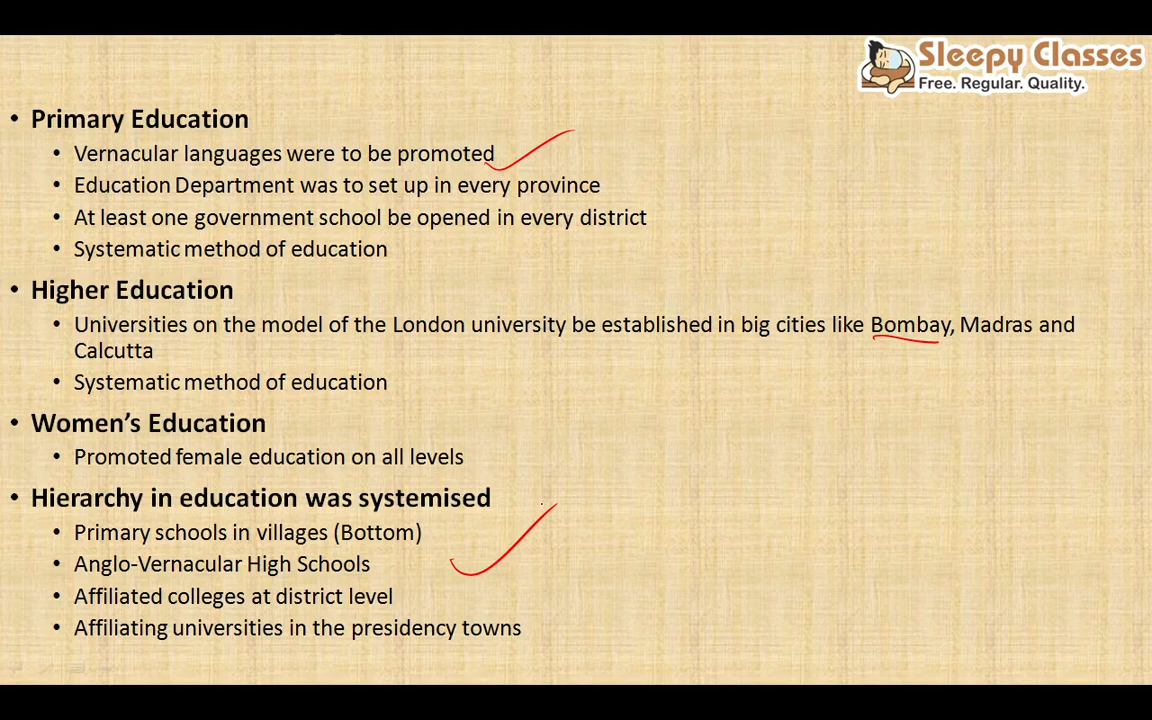 Sleepy Classes
Free. Regular. Quality.
• Primary Education
• Vernacular languages were to be promoted
• Education Department was to set up in every province
• At least one government school be opened in every district
• Systematic method of education
• Higher Education
• Universities on the model of the London university be established in big cities like Bombay, Madras and
Calcutta
• Systematic method of education
• Women’s Education
• Promoted female education on all levels
• Hierarchy in education was systemised
• Primary schools in villages (Bottom)
• Anglo-Vernacular High Schools
• Affiliated colleges at district level
• Affiliating universities in the presidency towns